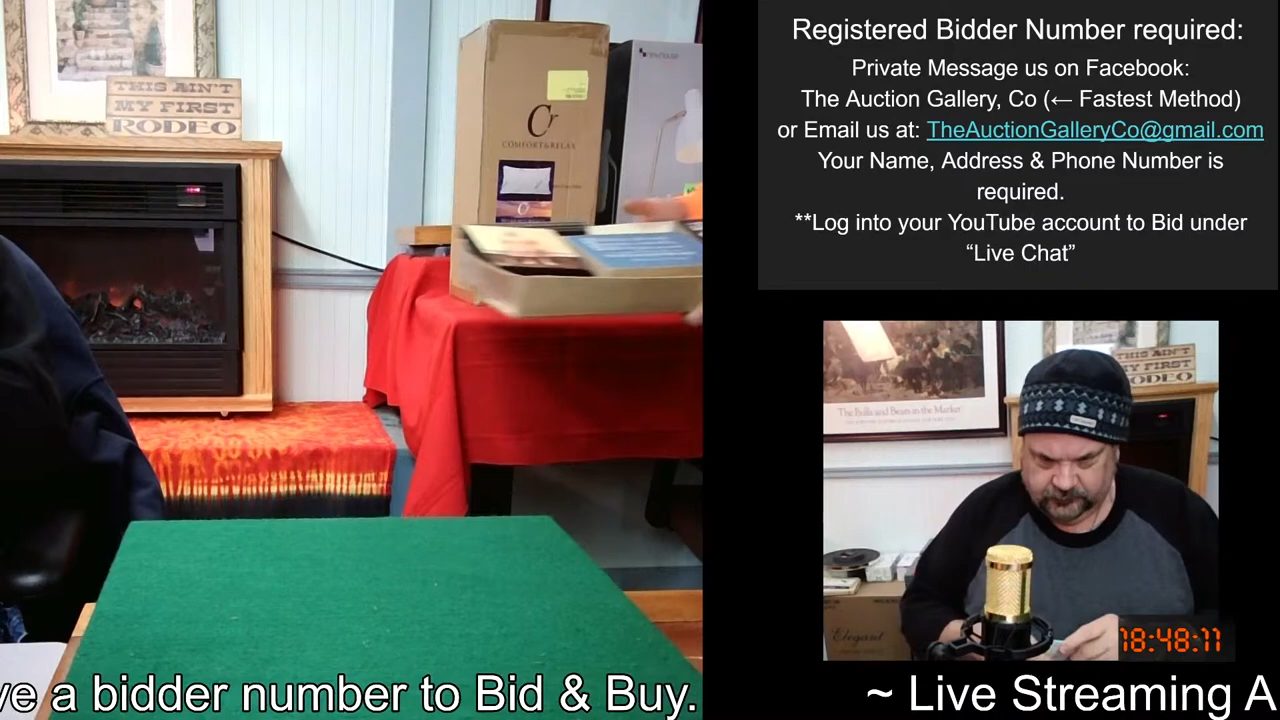 Registered Bidder Number required:
Private Message us on Facebook:
The Auction Gallery, Co (← Fastest Method)
or Email us at: TheAuctionGalleryCo@gmail.com
Your Name, Address & Phone Number is
required.
**Log into your YouTube account to Bid under
“Live Chat”
THIS AIN'T
MY FIRST
RODEO
Cr
COMFORT&RELAX
The Bulls and Bears in the Market
THIS AIN'T
MY FIRST
RODEO
Elegant
18:48:11
ve a bidder number to Bid & Buy.
~ Live Streaming A